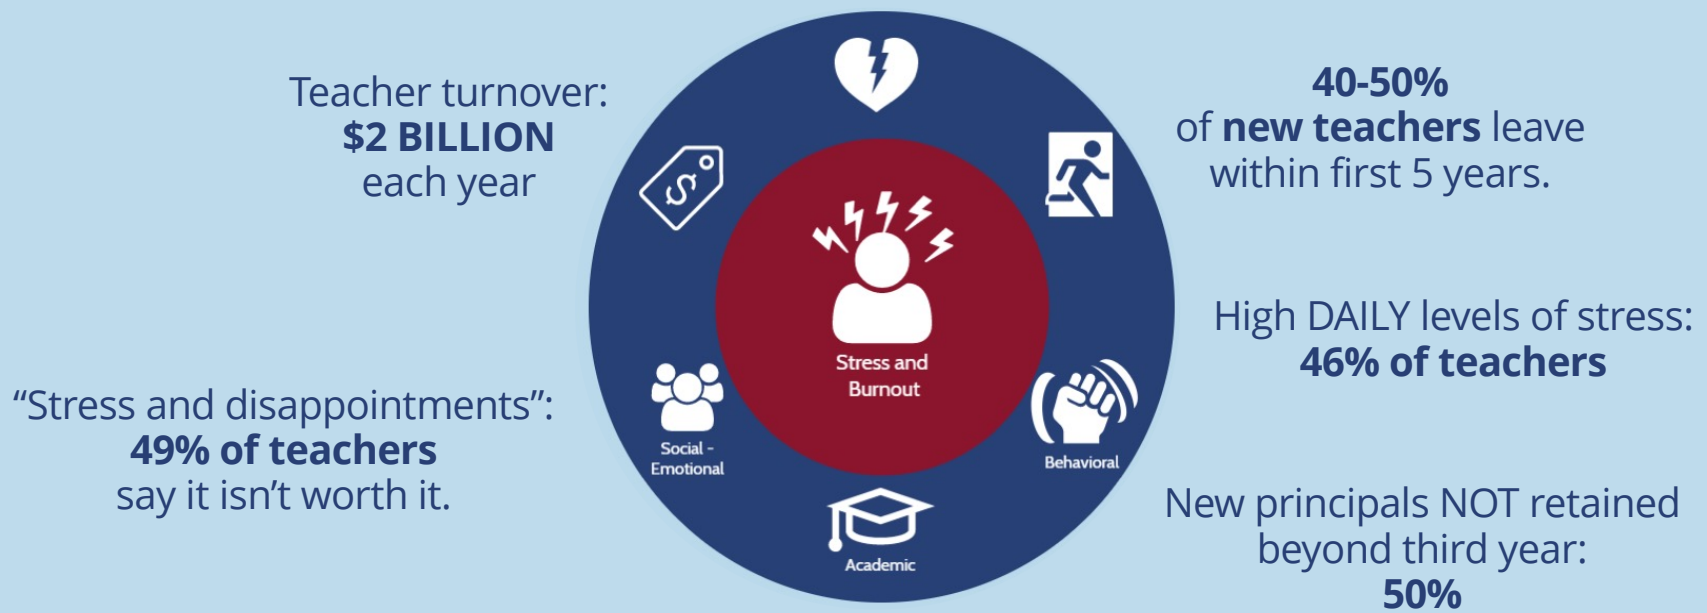 Teacher turnover:
$2 BILLION
each year
40-50%
of new teachers leave
within first 5 years.
$
High DAILY levels of stress:
46% of teachers
Stress and
Burnout
“Stress and disappointments”:
49% of teachers
say it isn’t worth it.
Social -
Emotional
Behavioral
New principals NOT retained
beyond third year:
50%
Academic